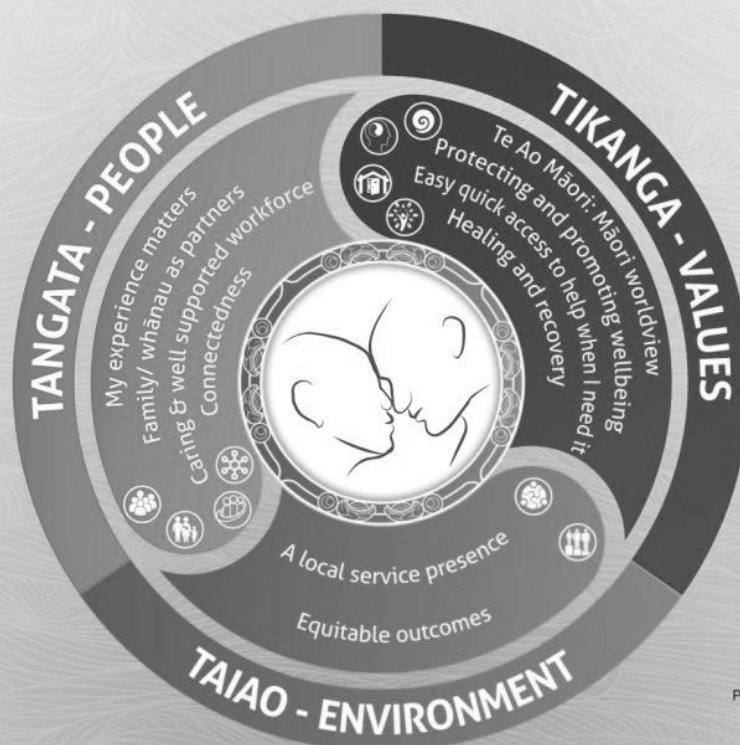 TANGATA - PEOPLE
My experience matters
Family/ whānau as partners
Caring & well supported workforce
Connectedness
TIKANGA - VALUES
Te Ao Māori: Māori worldview
Protecting and promoting wellbeing
Easy quick access to help when I need it
Healing and recovery
A local service presence
Equitable outcomes
TAIAO - ENVIRONMENT
P